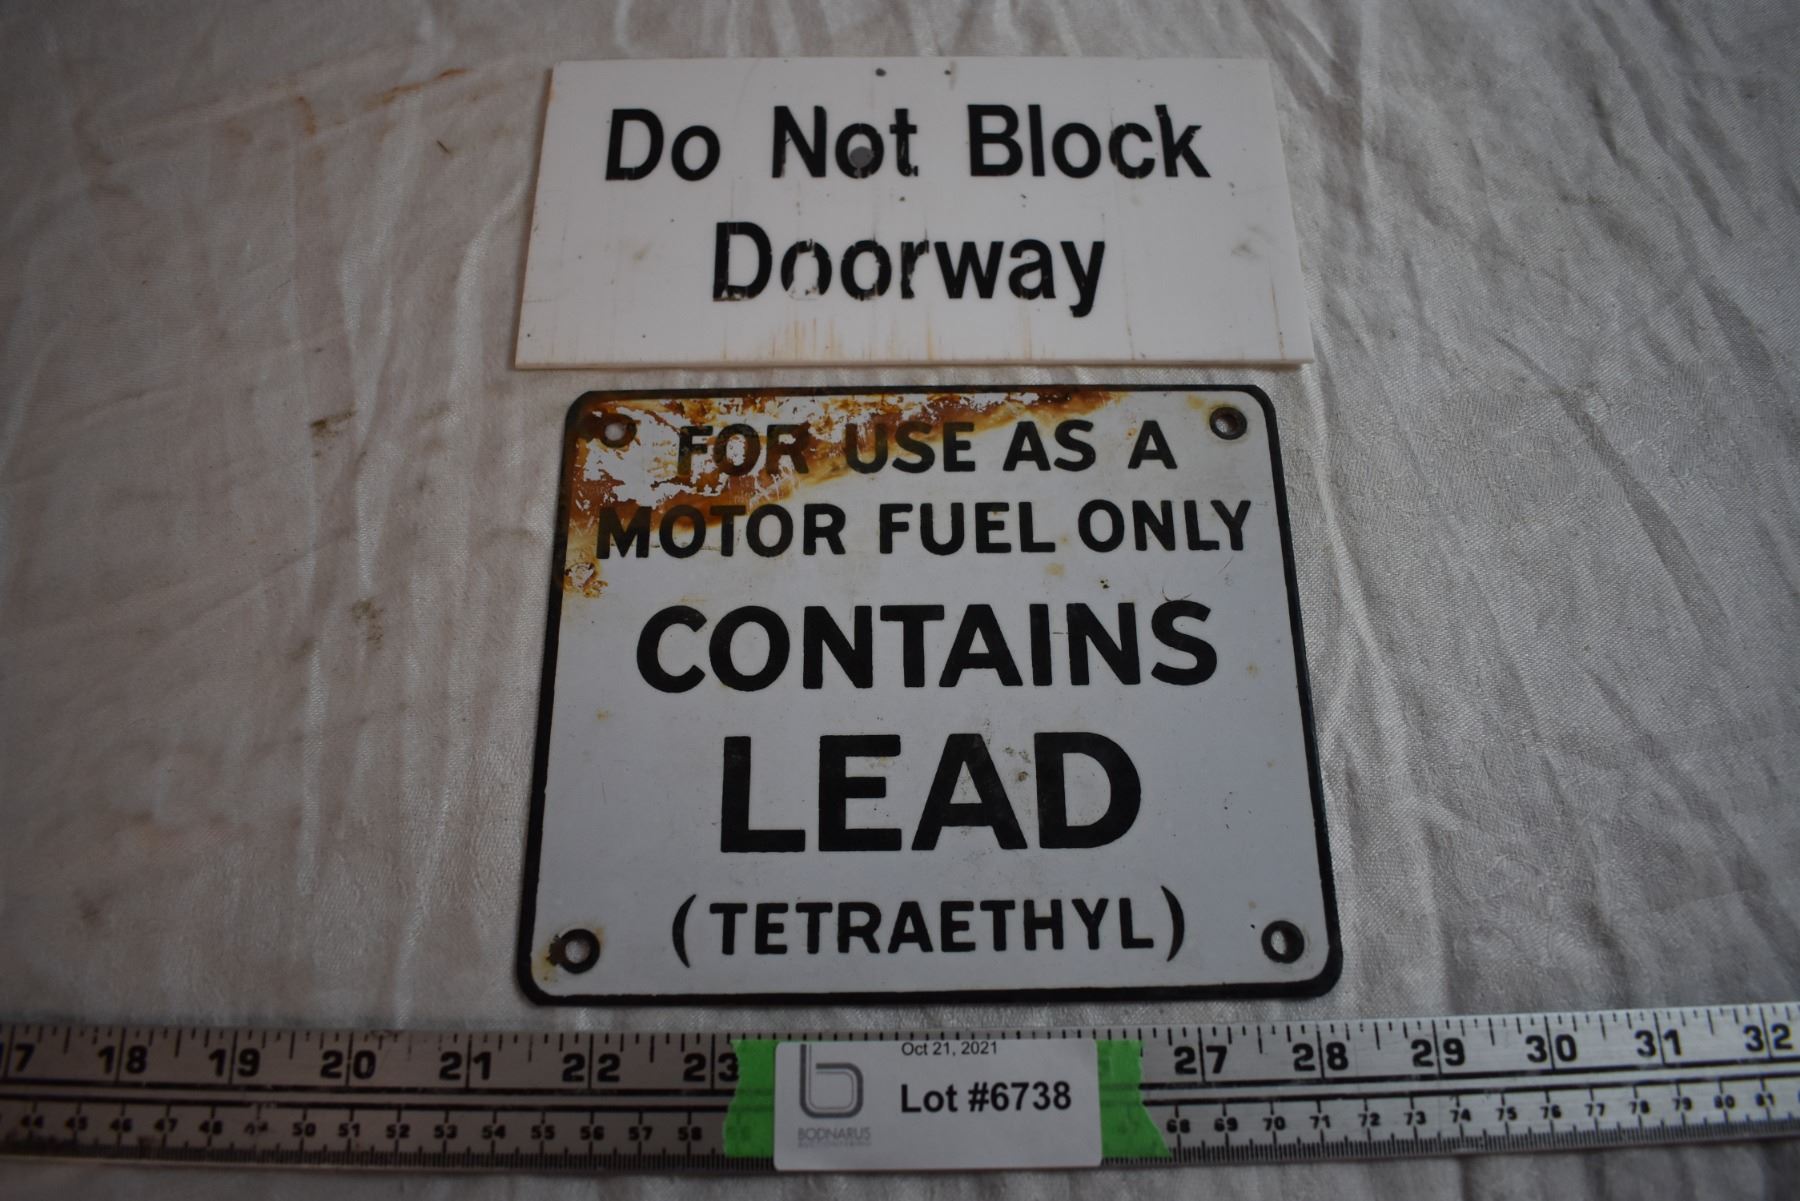 Do Not Block
Doorway
FOR USE AS A
MOTOR FUEL ONLY
CONTAINS
LEAD
(TETRAETHYL)
18 19 20 21 22 23 27 28 29 30 31 32
Oct 21, 2021
Lot #6738
BODNARUS
44 45 46 47 48 49 50 51 52 53 54 55 56 57 58 68 69 70 71 72 73 74 75 76 77 78 79 80 81